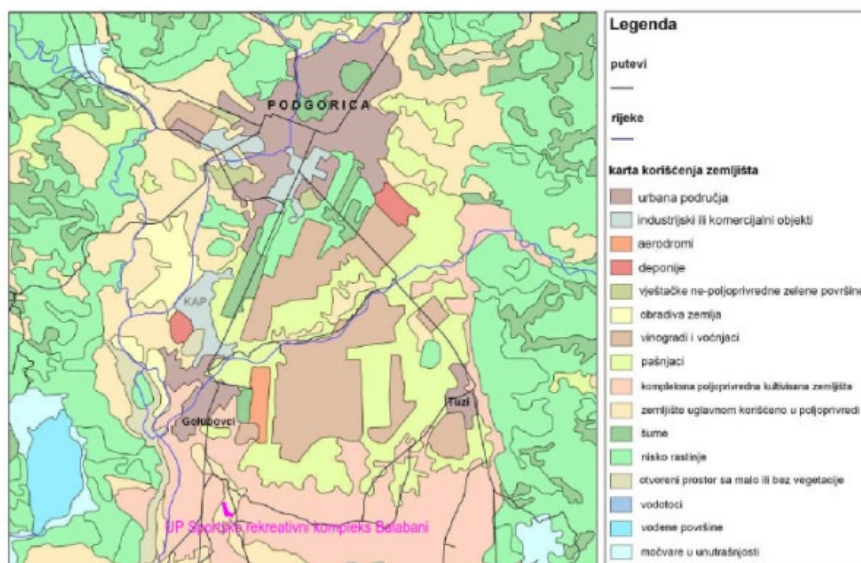 PODGORICA
KAP
Golubovci
Tuzi
UP Sportsko rekreativni kompleks Balabani
Legenda
putevi
rijeke
karta korišćenja zemljišta
urbana područja
industrijski ili komercijalni objekti
aerodromi
deponije
vještačke ne-poljoprivredne zelene površine
obradiva zemlja
vinogradi i voćnjaci
pašnjaci
kompleksna poljoprivredna kultivisana zemljišta
zemljište uglavnom korišćeno u poljoprivredi
šume
nisko rastinje
otvoreni prostor sa malo ili bez vegetacije
vodotoci
vodene površine
močvare u unutrašnjosti